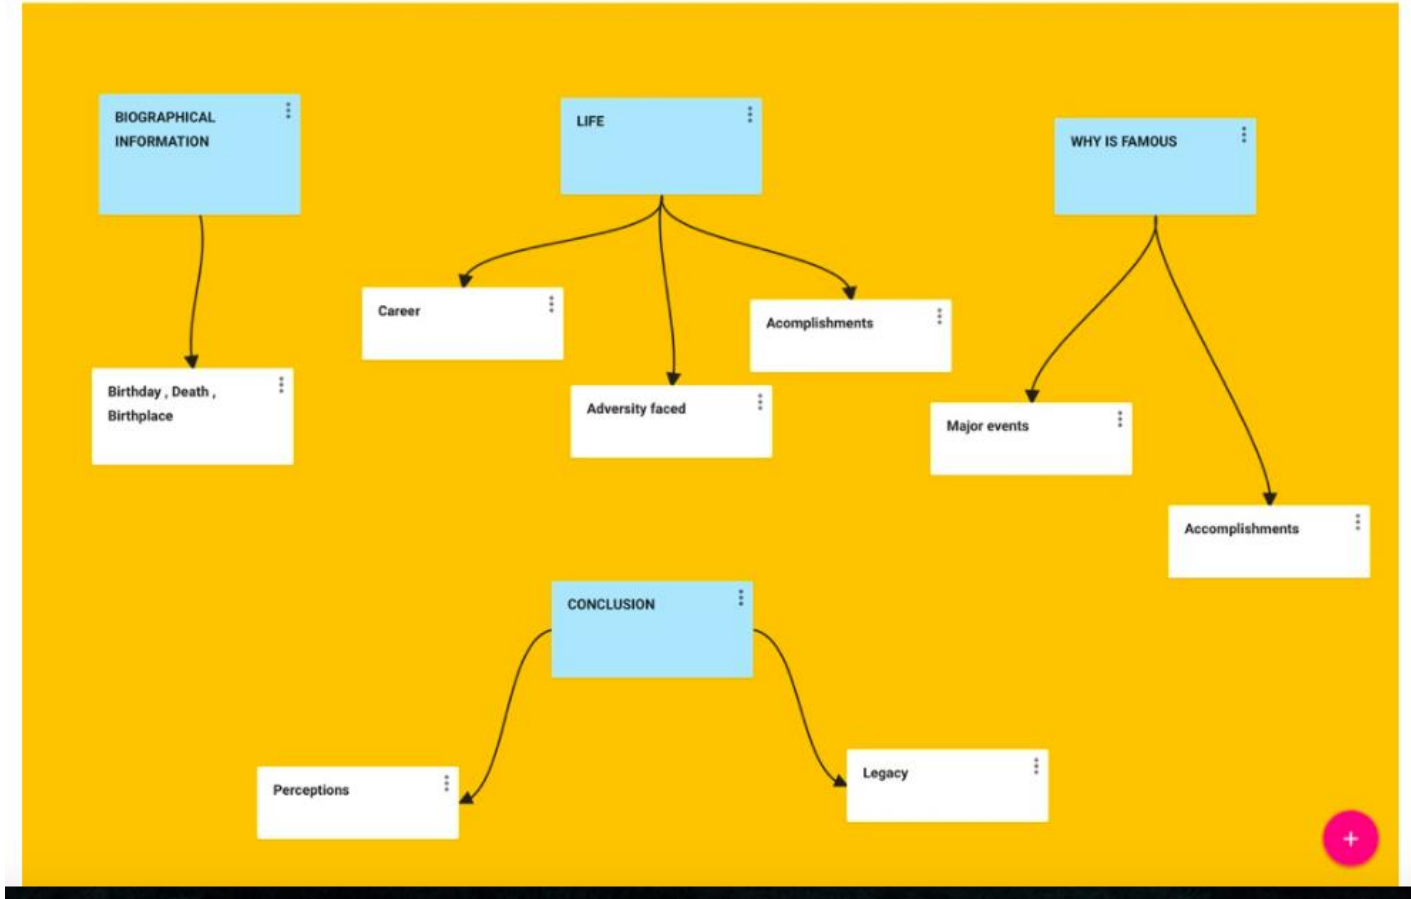 BIOGRAPHICAL
INFORMATION
LIFE
WHY IS FAMOUS
Career
Acomplishments
Birthday , Death ,
Birthplace
Adversity faced
Major events
Accomplishments
CONCLUSION
Perceptions
Legacy
+